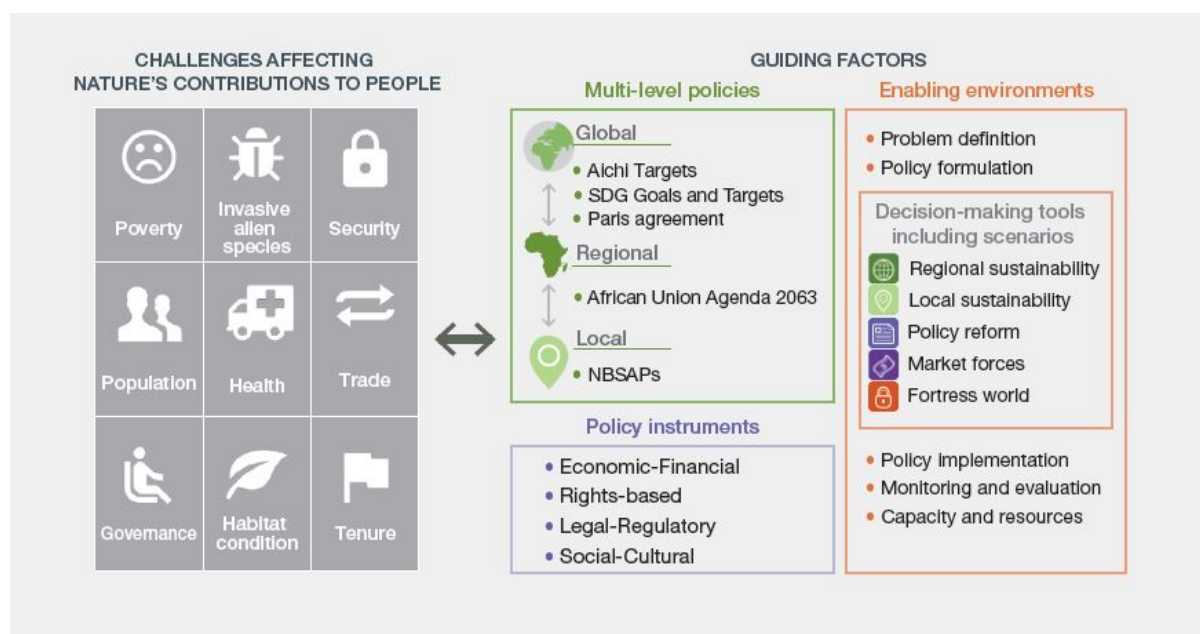 CHALLENGES AFFECTING
NATURE'S CONTRIBUTIONS TO PEOPLE
Poverty
Invasive
alien
species
Security
Population
Health
Trade
Governance
Habitat
condition
Tenure
GUIDING FACTORS
Multi-level policies
Global
• Aichi Targets
• SDG Goals and Targets
• Paris agreement
Regional
• African Union Agenda 2063
Local
• NBSAPs
Policy instruments
• Economic-Financial
• Rights-based
• Legal-Regulatory
• Social-Cultural
Enabling environments
• Problem definition
• Policy formulation
Decision-making tools
including scenarios
Regional sustainability
Local sustainability
Policy reform
Market forces
Fortress world
• Policy implementation
• Monitoring and evaluation
• Capacity and resources